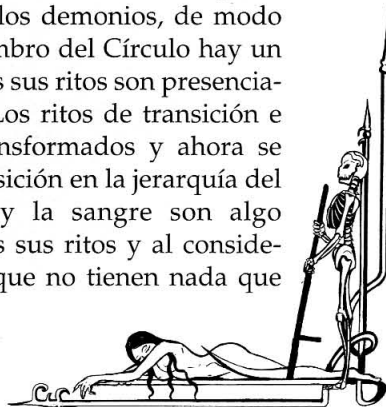 los demonios, de modo
mbro del Círculo hay un
s sus ritos son presencia-
Los ritos de transición e
nsformados y ahora se
sición en la jerarquía del
y la sangre son algo
s sus ritos y al conside-
que no tienen nada que